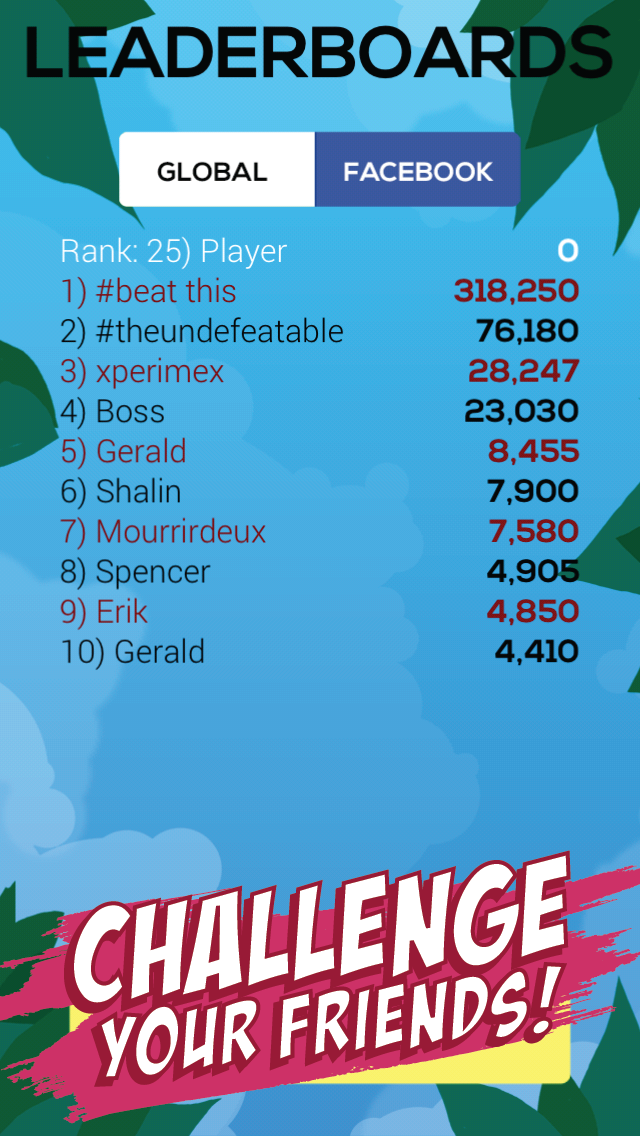 LEADERBOARDS
GLOBAL FACEBOOK
Rank: 25) Player 0
1) #beat this 318,250
2) #theundefeatable 76,180
3) xperimex 28,247
4) Boss 23,030
5) Gerald 8,455
6) Shalin 7,900
7) Mourrirdeux 7,580
8) Spencer 4,905
9) Erik 4,850
10) Gerald 4,410
CHALLENGE
YOUR FRIENDS!